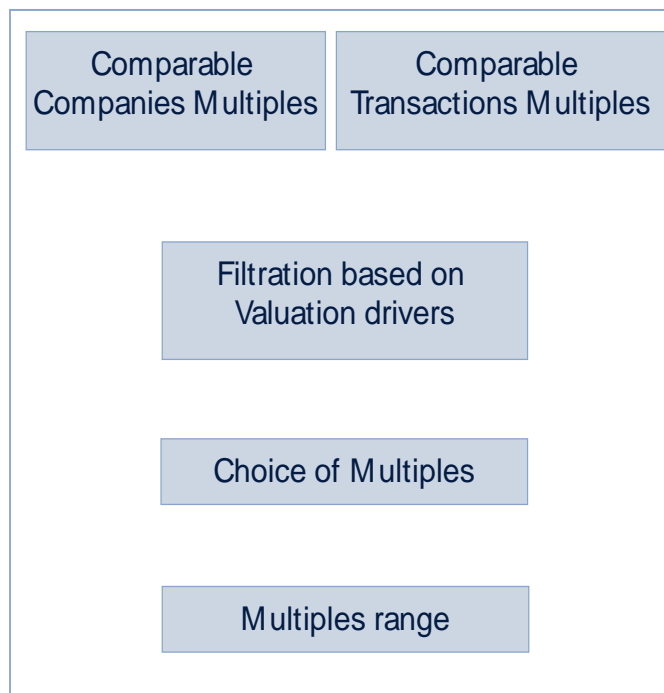 Comparable
Companies Multiples
Comparable
Transactions Multiples
Filtration based on
Valuation drivers
Choice of Multiples
Multiples range